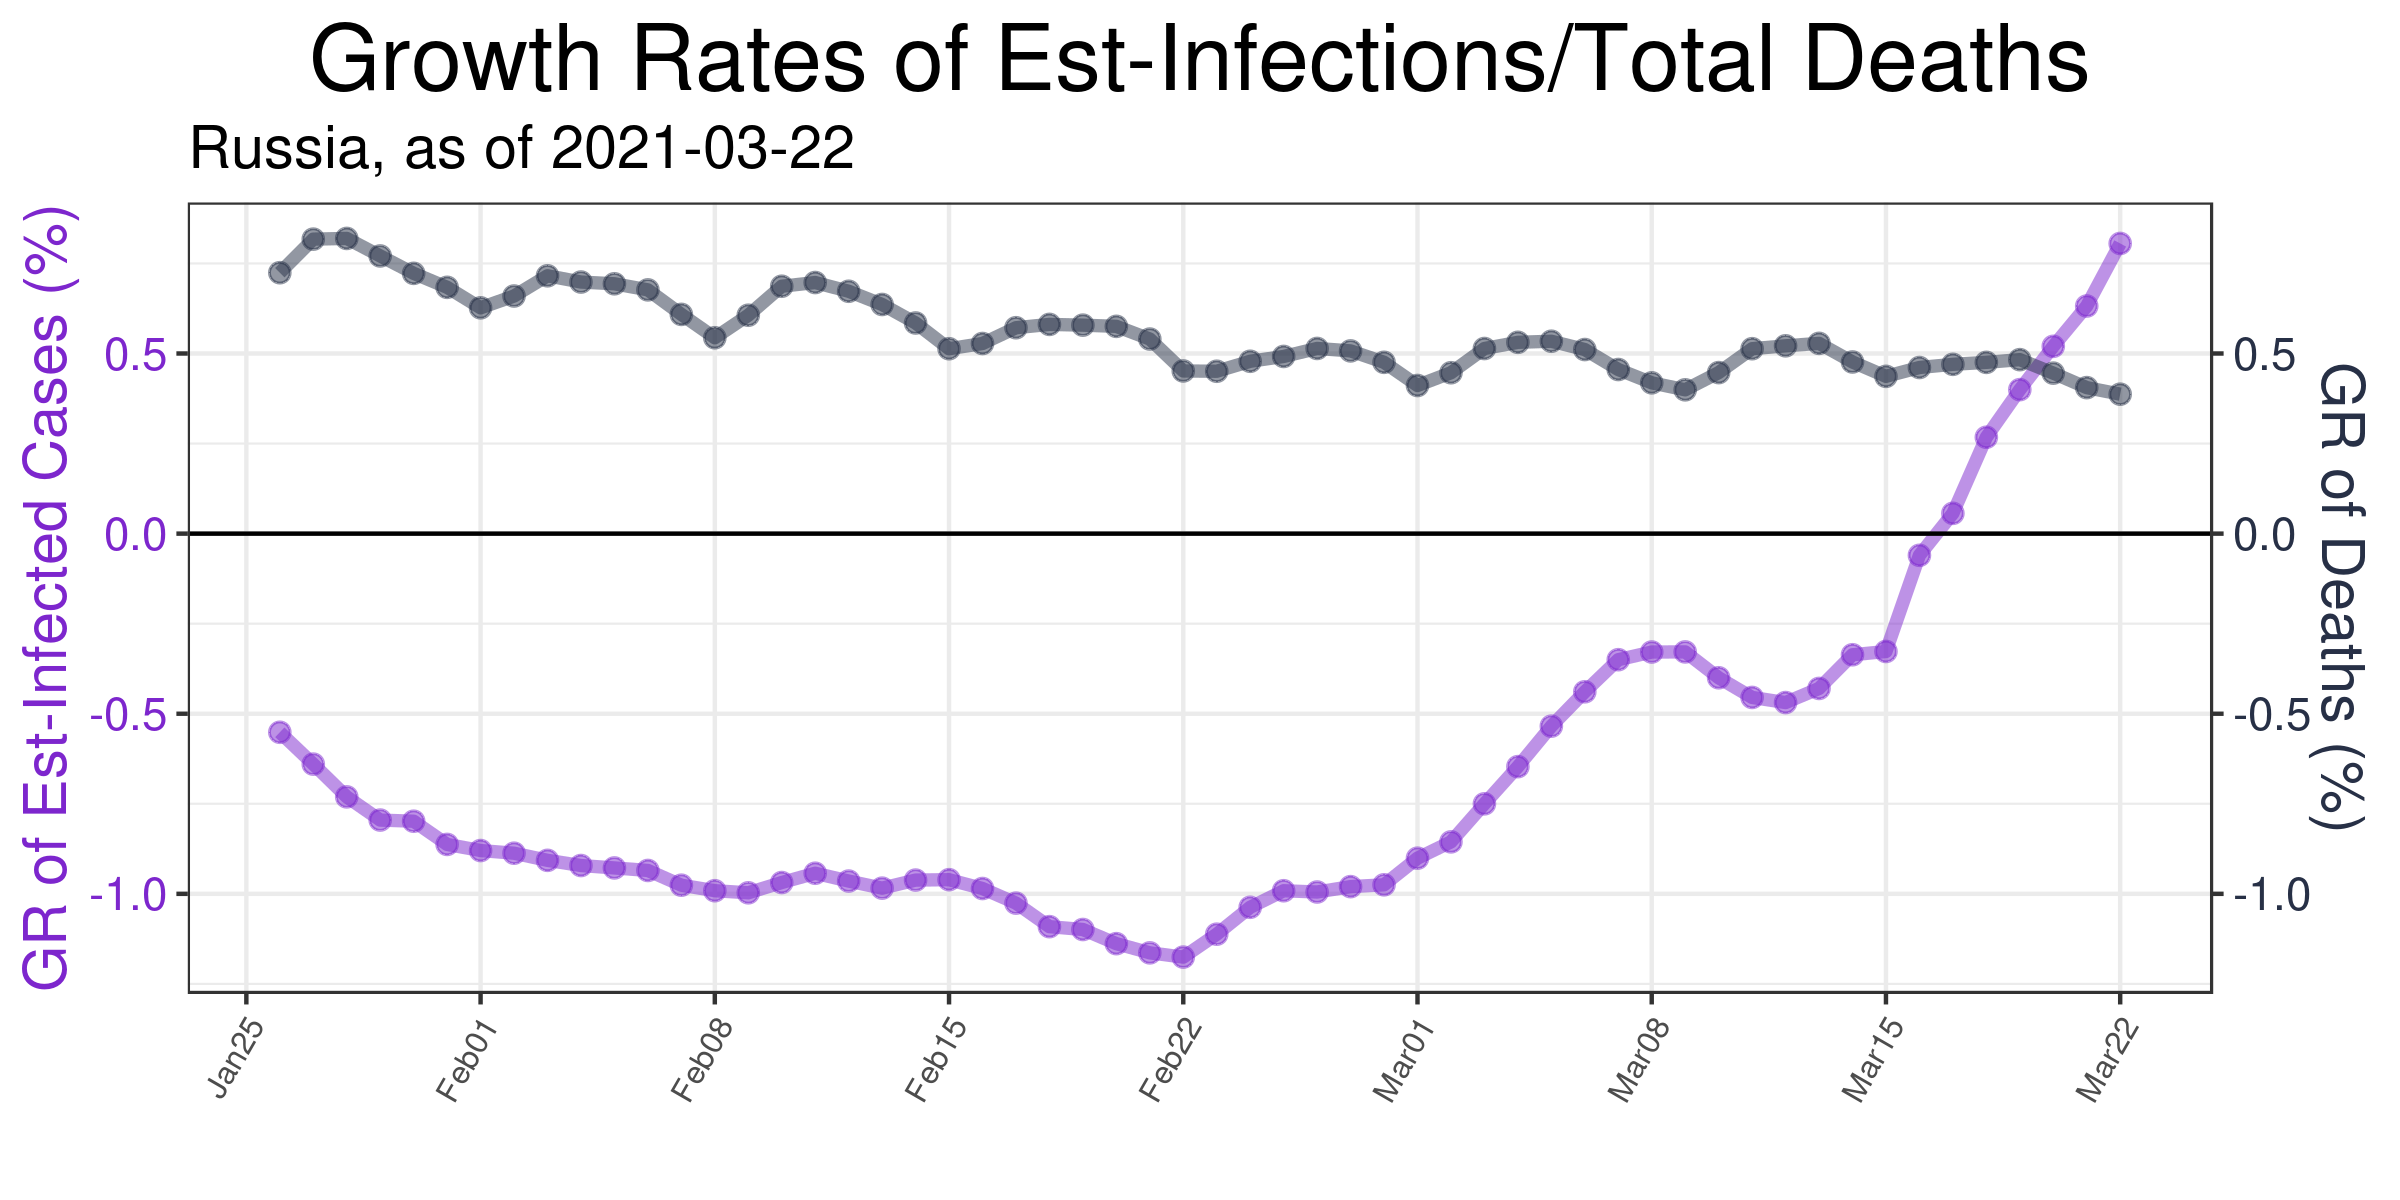 Growth Rates of Est-Infections/Total Deaths
Russia, as of 2021-03-22
GR of Est-Infected Cases (%)
0.5
0.0
-0.5
-1.0
0.5
0.0
-0.5
-1.0
GR of Deaths (%)
Jan25
Feb01
Feb08
Feb15
Feb22
Mar01
Mar08
Mar15
Mar22